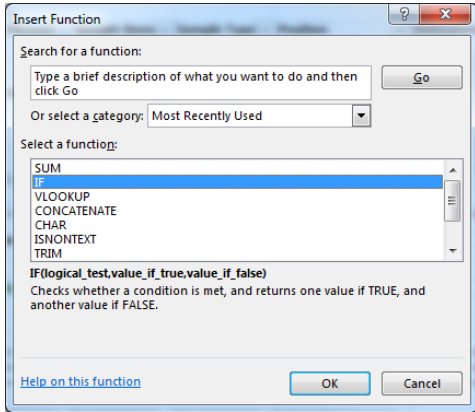 Insert Function
Search for a function:
Type a brief description of what you want to do and then
click Go
Go
Or select a category: Most Recently Used
Select a function:
SUM
IF
VLOOKUP
CONCATENATE
CHAR
ISNONTEXT
TRIM
IF(logical_test,value_if_true,value_if_false)
Checks whether a condition is met, and returns one value if TRUE, and
another value if FALSE.
Help on this function
OK
Cancel